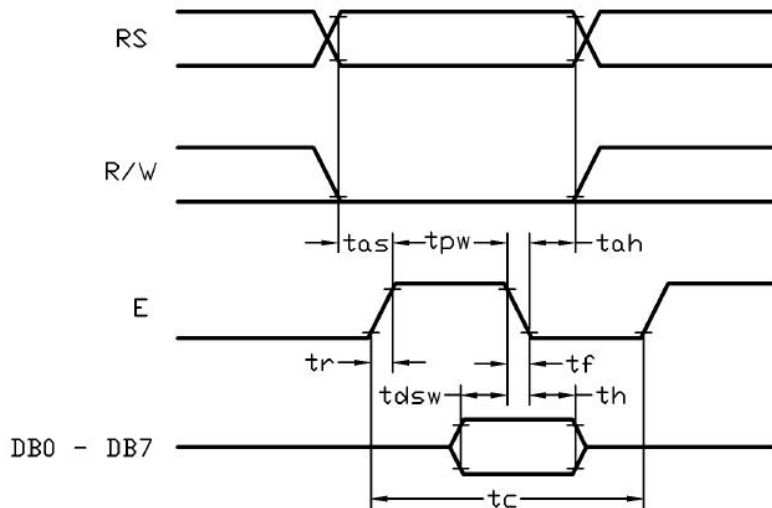 RS
R/W
tas tpw tah
E
tr tf
tdsw th
DB0 - DB7
tc